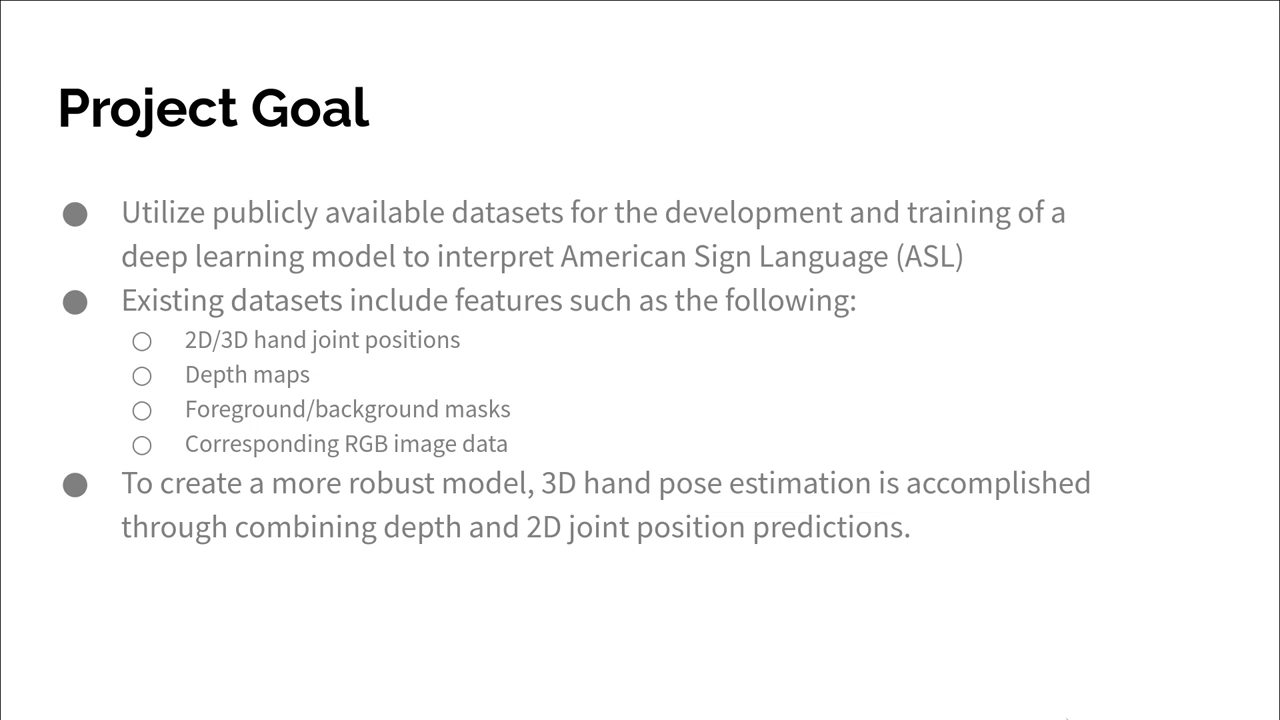 Project Goal
● Utilize publicly available datasets for the development and training of a
deep learning model to interpret American Sign Language (ASL)
● Existing datasets include features such as the following:
○ 2D/3D hand joint positions
○ Depth maps
○ Foreground/background masks
○ Corresponding RGB image data
● To create a more robust model, 3D hand pose estimation is accomplished
through combining depth and 2D joint position predictions.